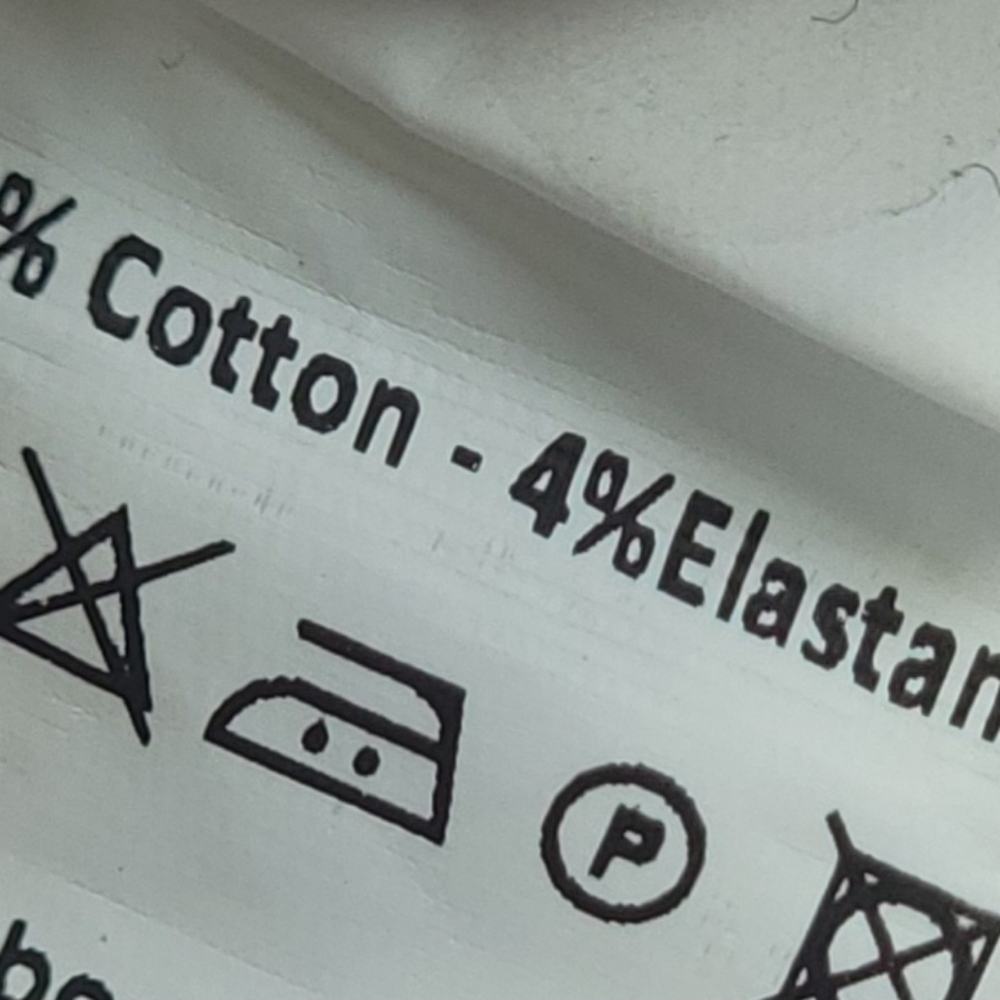 % Cotton - 4%Elastan
P